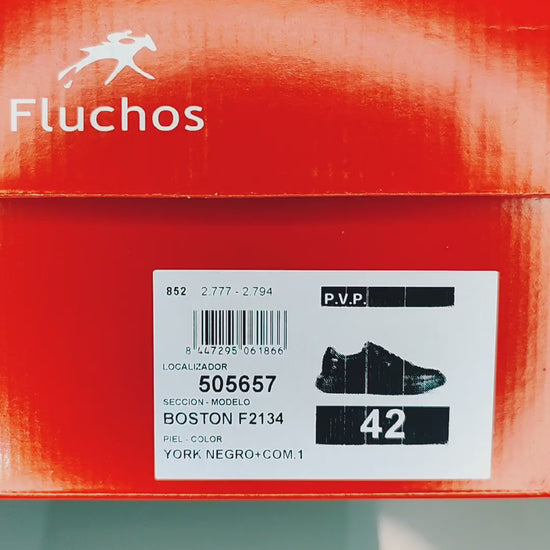 Fluchos
852 2.777 - 2.794
P.V.P.
8 447295 061866
LOCALIZADOR
505657
SECCION - MODELO
BOSTON F2134
42
PIEL - COLOR
YORK NEGRO+COM.1